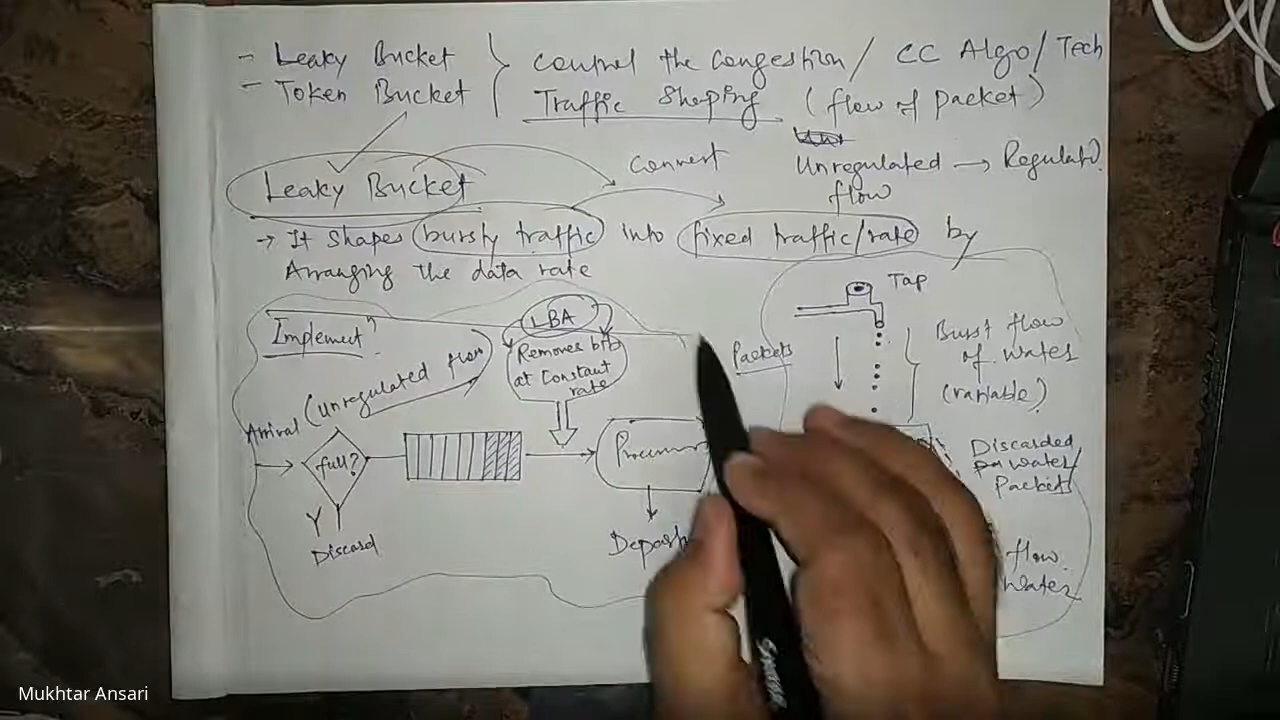 - Leaky Bucket
- Token Bucket
control the congestion / CC Algo / Tech
Traffic Shaping (flow of packet)
Unregulated → Regulatd.
flow
convert
Leaky Bucket
→ It shapes bursty traffic into fixed traffic/rate by
Arranging the data rate
Implement"
LBA
Removes btb
at Constant
rate
Arrival (unregulated flow)
full?
Y
Discard
Tap
Packets
Burst flow
of water
(variable)
Discarded
water/
Packets
flow.
water
Mukhtar Ansari